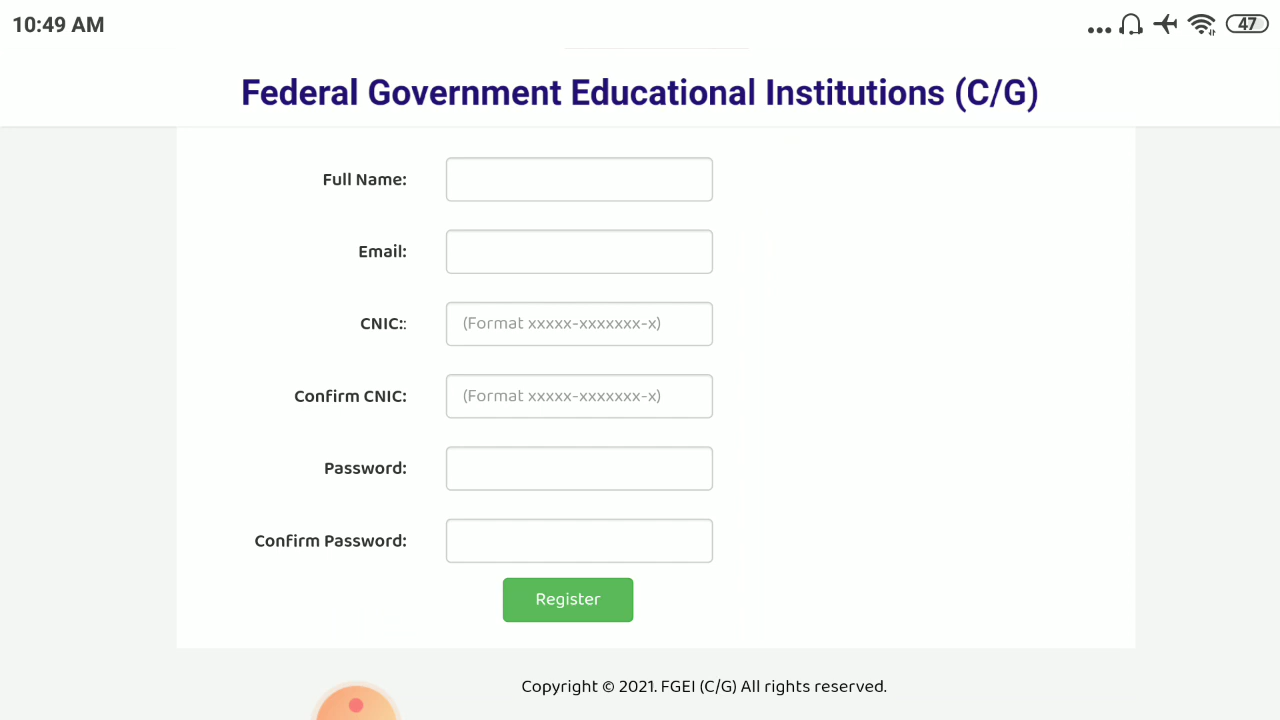 10:49 AM
47
Federal Government Educational Institutions (C/G)
Full Name:
Email:
CNIC::
(Format xxxxx-xxxxxxx-x)
Confirm CNIC:
(Format xxxxx-xxxxxxx-x)
Password:
Confirm Password:
Register
Copyright © 2021. FGEI (C/G) All rights reserved.